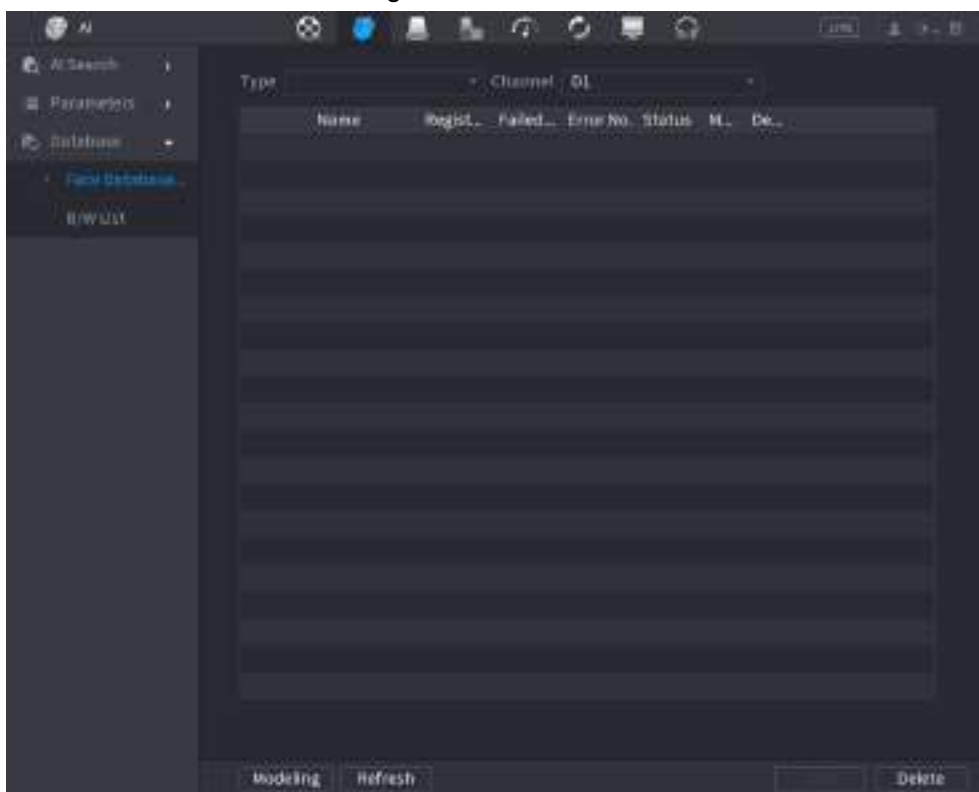 AI
LIVE
AI Search
Parameters
Database
Face Database...
B/W List
Type
Channel D1
Name Regist... Failed... Error No. Status M... De...
Modeling Refresh Delete